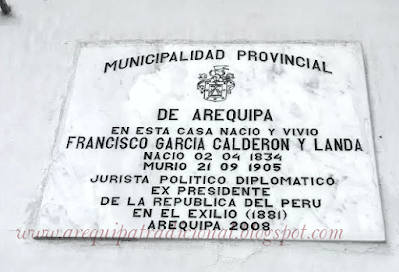 MUNICIPALIDAD PROVINCIAL
DE AREQUIPA
EN ESTA CASA NACIO Y VIVIO
FRANCISCO GARCIA CALDERON Y LANDA
NACIO 02 04 1834
MURIO 21 09 1905
JURISTA POLITICO DIPLOMATICO
EX PRESIDENTE
DE LA REPUBLICA DEL PERU
EN EL EXILIO (1881)
www.arequipatradicional.blogspot.com
AREQUIPA 2008